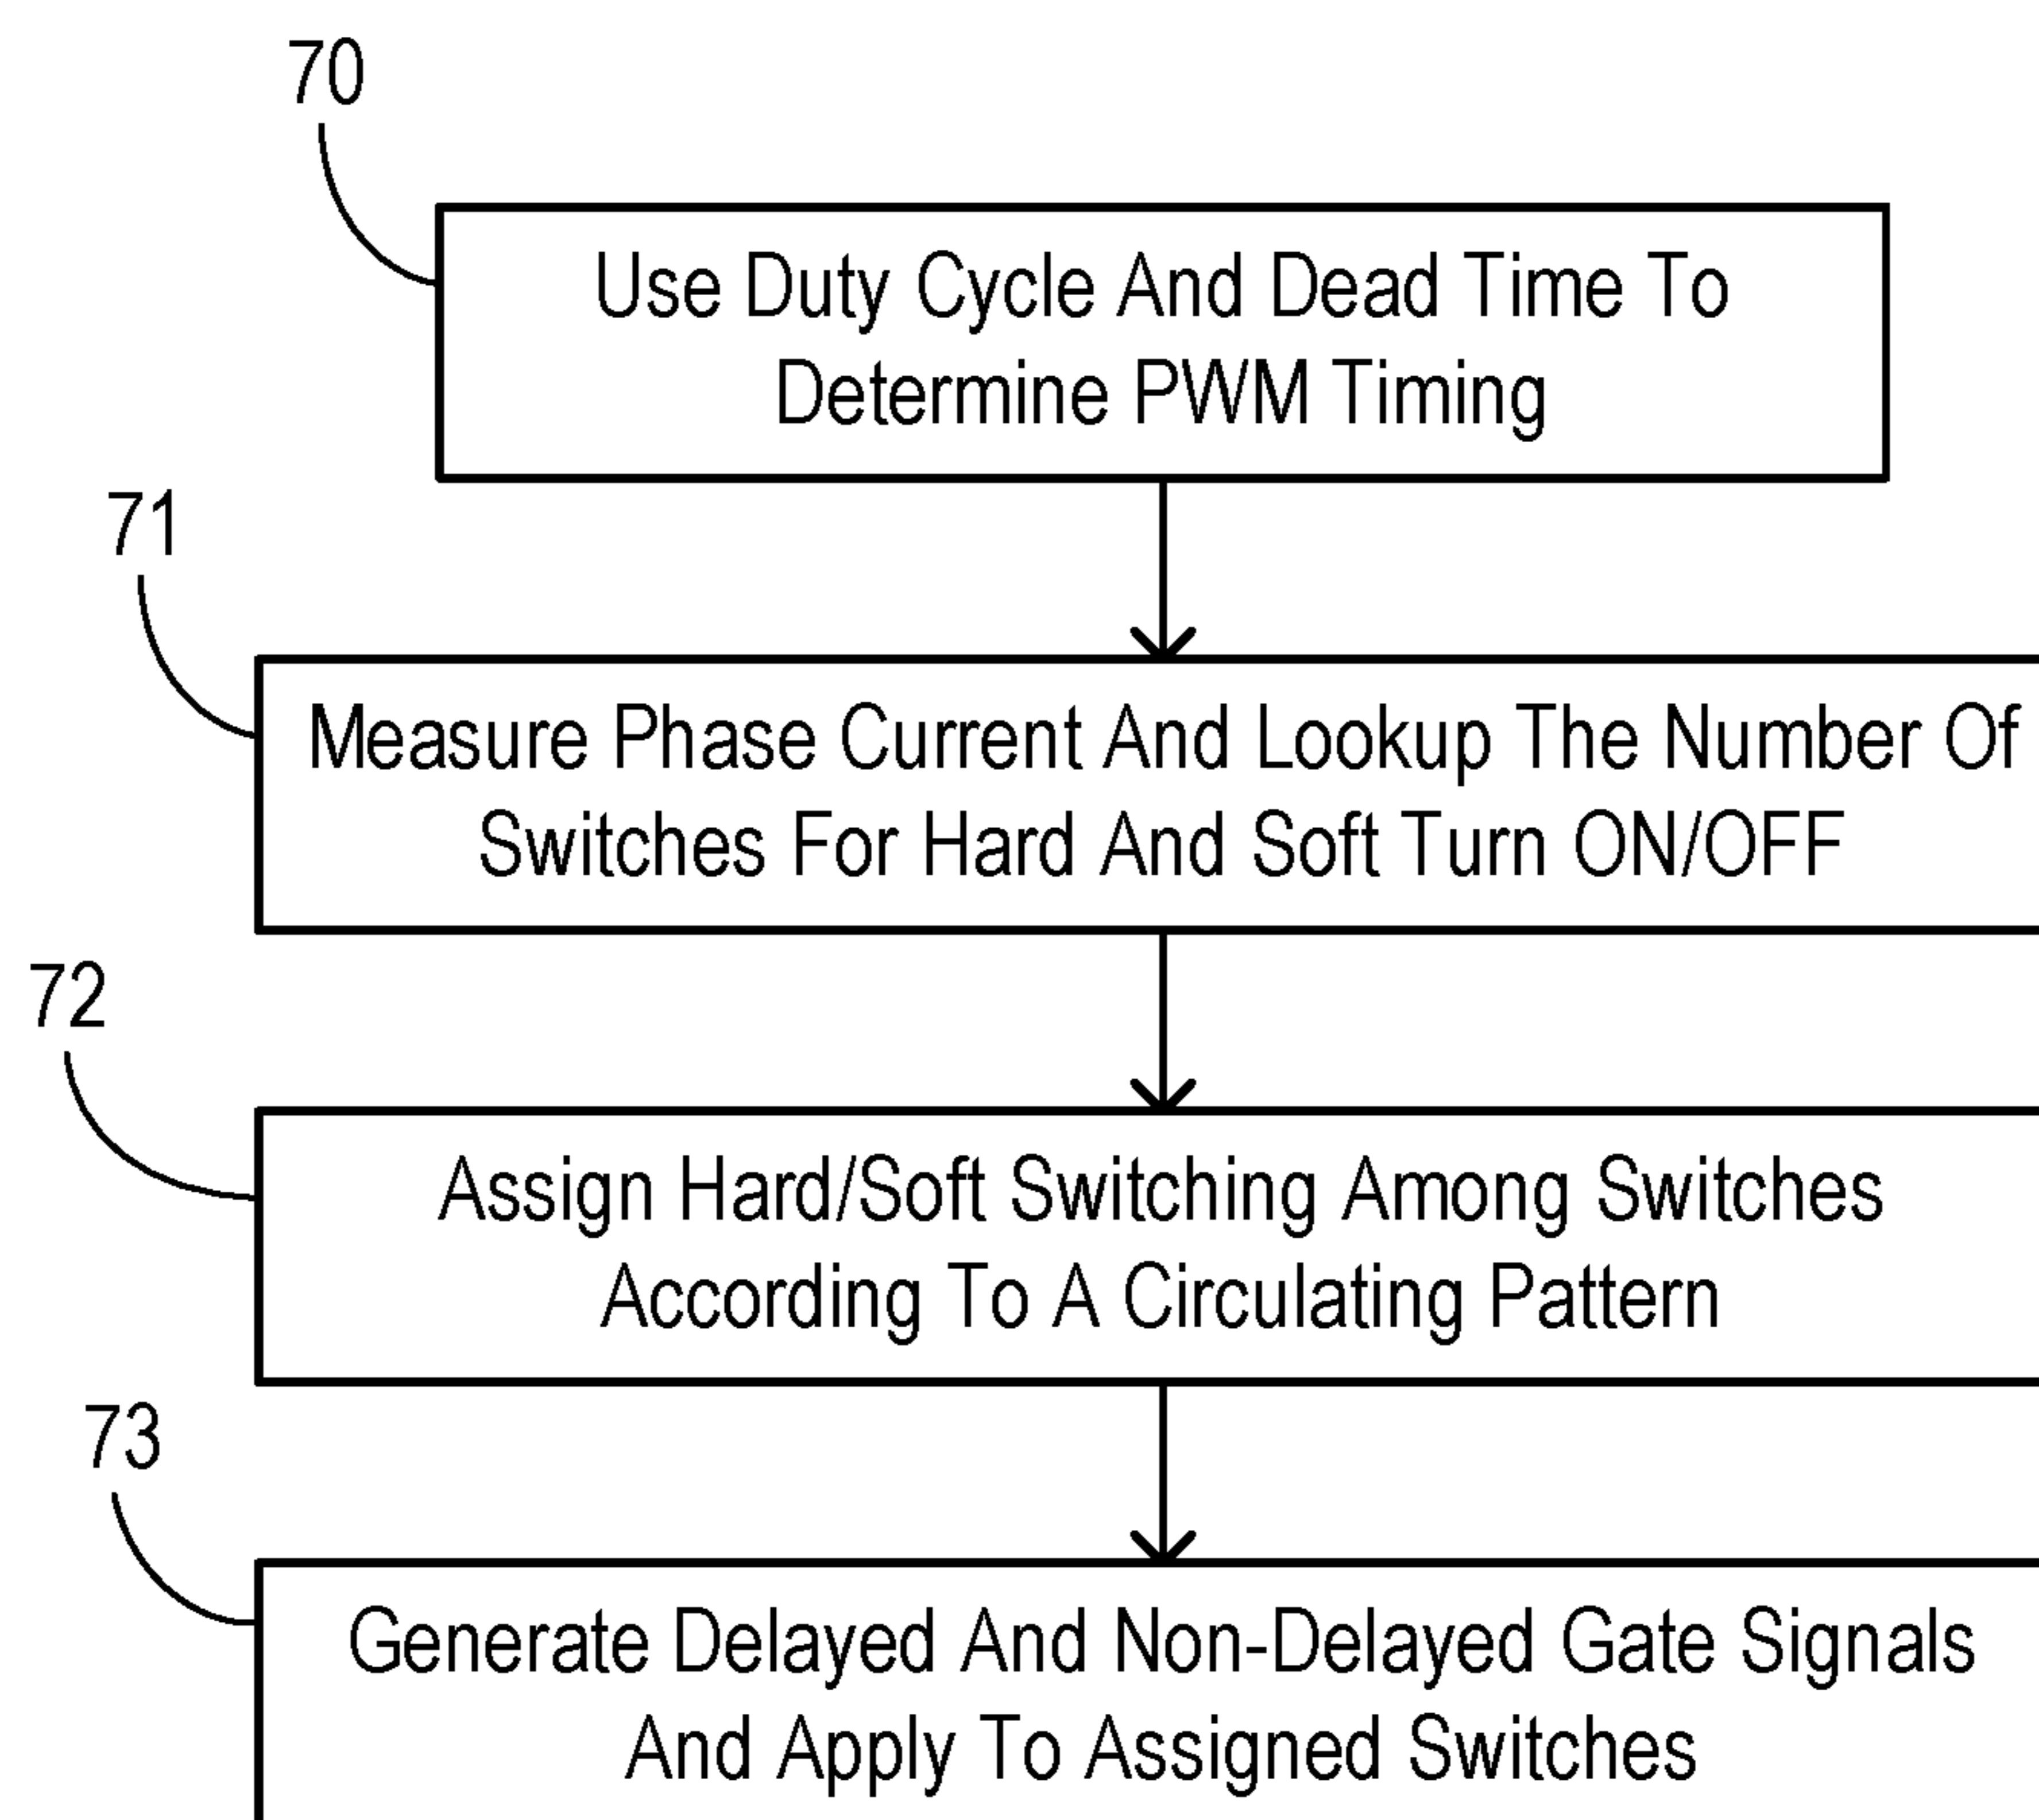 70
Use Duty Cycle And Dead Time To
Determine PWM Timing
71
Measure Phase Current And Lookup The Number Of
Switches For Hard And Soft Turn ON/OFF
72
Assign Hard/Soft Switching Among Switches
According To A Circulating Pattern
73
Generate Delayed And Non-Delayed Gate Signals
And Apply To Assigned Switches